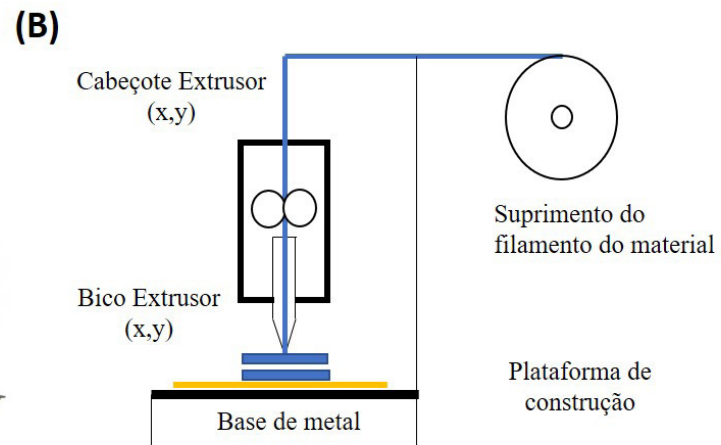 (B)
Cabeçote Extrusor
(x,y)
Suprimento do
filamento do material
Bico Extrusor
(x,y)
Plataforma de
construção
Base de metal